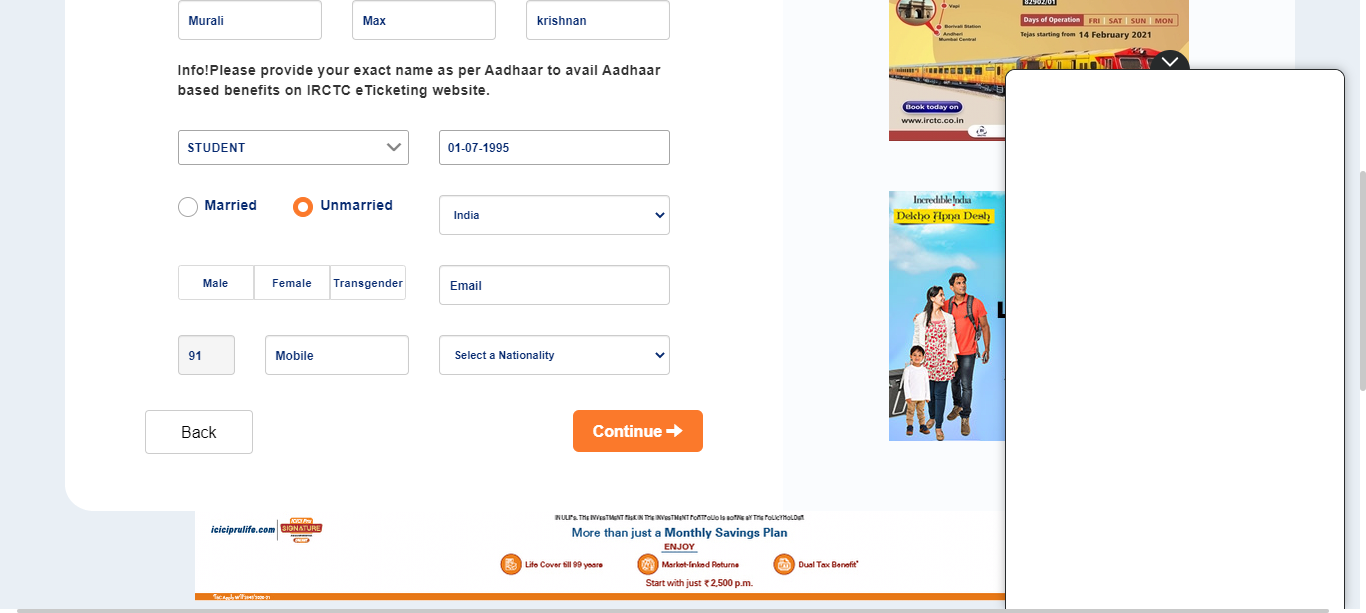 Murali
Max
krishnan
Info!Please provide your exact name as per Aadhaar to avail Aadhaar
based benefits on IRCTC eTicketing website.
STUDENT
01-07-1995
Married
Unmarried
India
Male
Female
Transgender
Email
91
Mobile
Select a Nationality
Back
Continue
Vapi
Borivali Station
Andheri
Mumbai Central
82902/01
Days of Operation FRI SAT SUN MON
Tejas starting from 14 February 2021
Book today on
www.irctc.co.in
Incredible!ndia
Dekho Apna Desh
L
iciciprulife.com
ICICI Pru
SIGNATURE
IN ULIPs, THE INVESTMENT RISK IN THE INVESTMENT PORTFOLIO IS BORNE BY THE POLICYHOLDER
More than just a Monthly Savings Plan
ENJOY
Life Cover till 99 years
Market-linked Returns
Dual Tax Benefit*
Start with just ₹ 2,500 p.m.